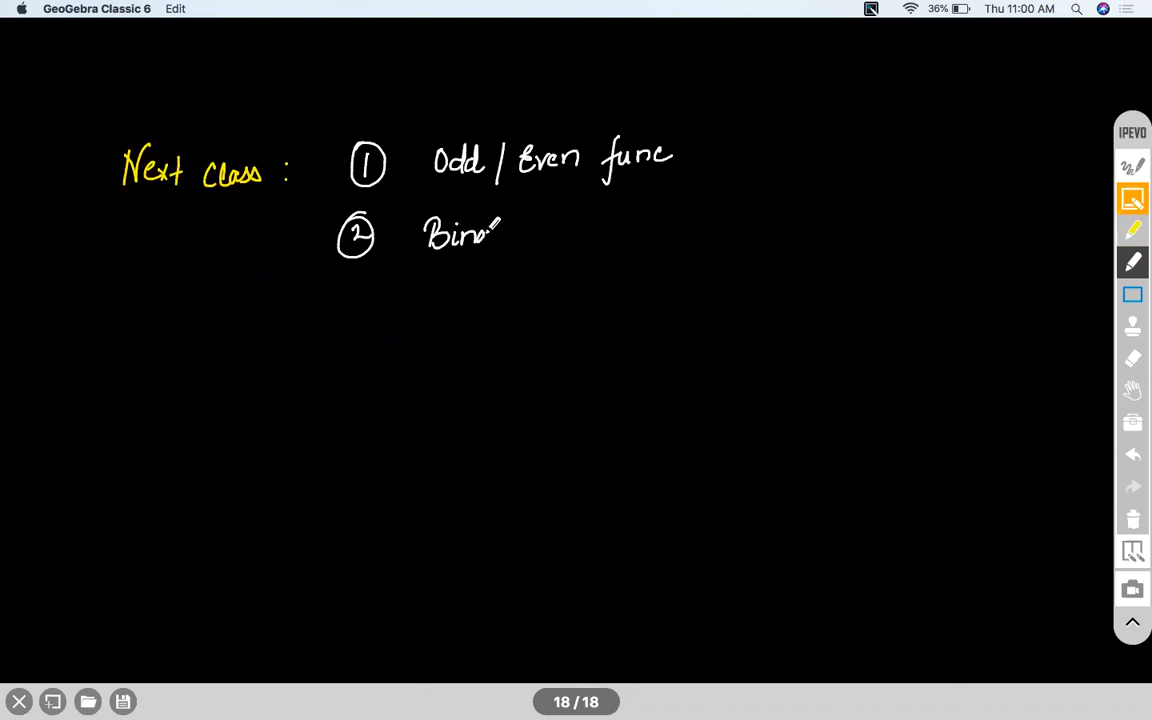 GeoGebra Classic 6 Edit 36% Thu 11:00 AM
IPEVO
Next class : 1 Odd / Even func
2
18 / 18